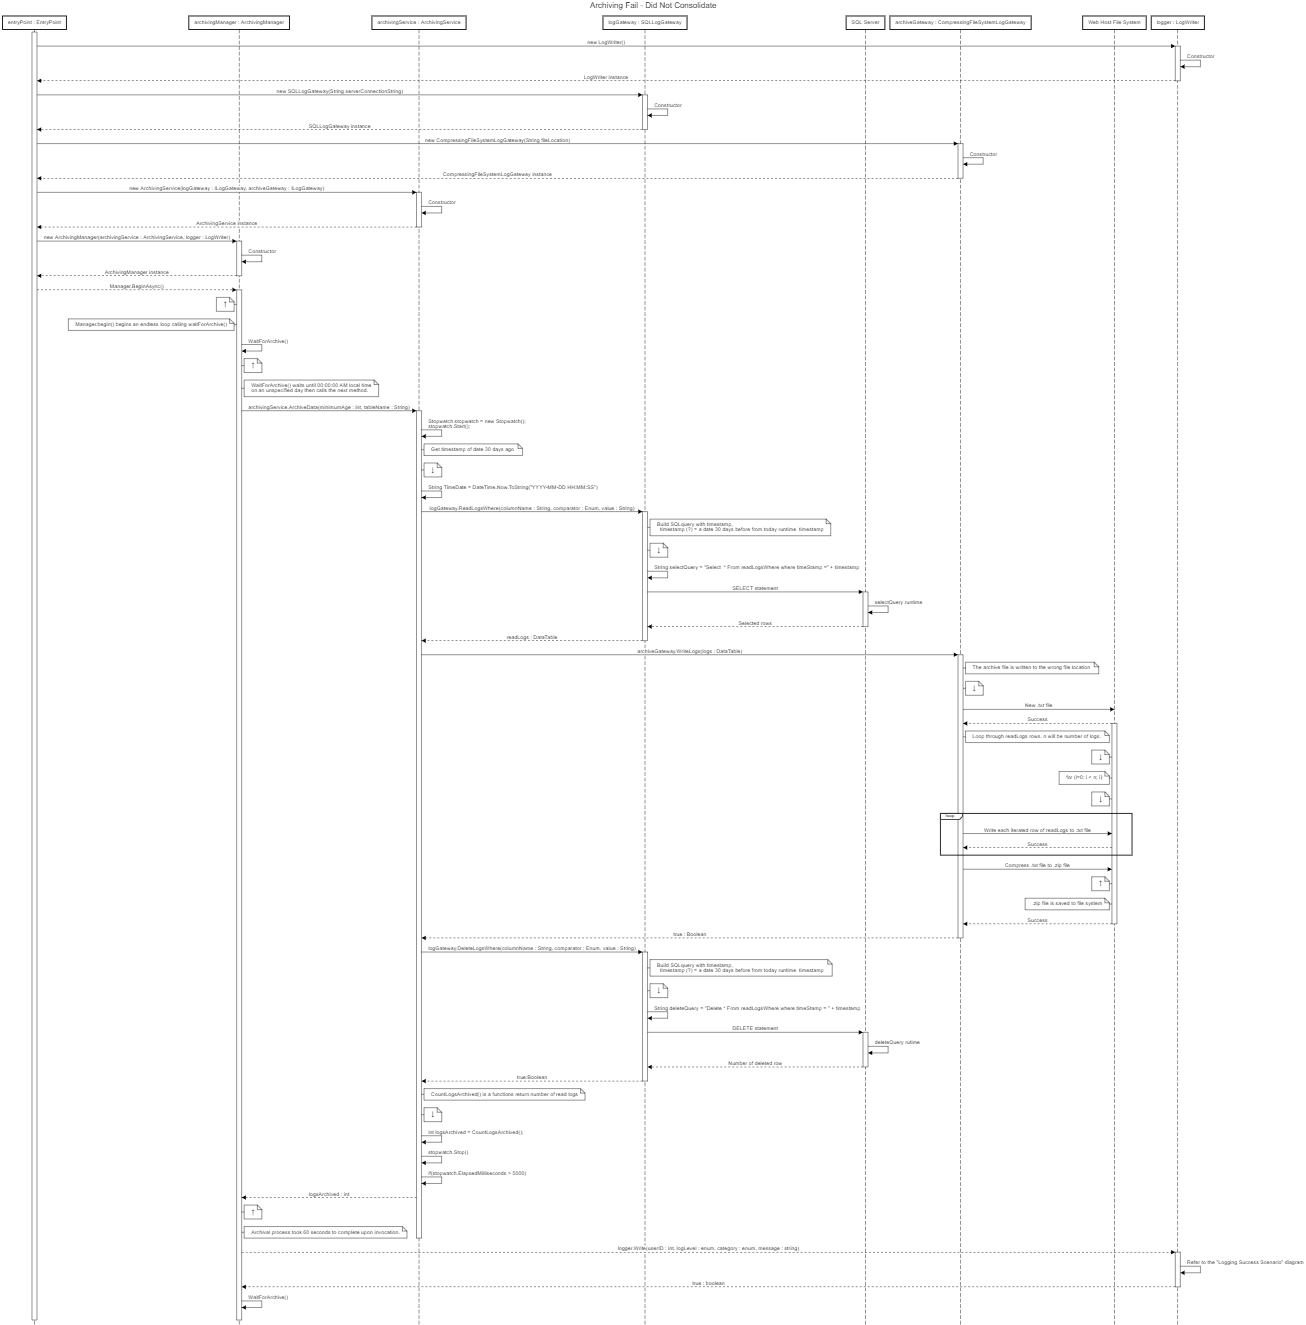 Archiving Fail - Did Not Consolidate
entryPoint : EntryPoint
archivingManager : ArchivingManager
archivingService : ArchivingService
logGateway : SQLLogGateway
SQL Server
archiveGateway : CompressingFileSystemLogGateway
Web Host File System
logger : LogWriter
new LogWriter()
Constructor
LogWriter instance
new SQLLogGateway(String serverConnectionString)
Constructor
SQLLogGateway instance
new CompressingFileSystemLogGateway(String fileLocation)
Constructor
CompressingFileSystemLogGateway instance
new ArchivingService(logGateway : ILogGateway, archiveGateway : ILogGateway)
Constructor
ArchivingService instance
new ArchivingManager(archivingService : ArchivingService, logger : LogWriter)
Constructor
ArchivingManager instance
Manager.BeginAsync()
↑
Manager.begin() begins an endless loop calling waitForArchive()
WaitForArchive()
↑
WaitForArchive() waits until 00:00:00 AM local time
on an unspecified day then calls the next method.
archivingService.ArchiveData(minimumAge : int, tableName : String)
Stopwatch stopwatch = new Stopwatch();
stopwatch.Start();
Get timestamp of date 30 days ago
↓
String TimeDate = DateTime.Now.ToString("YYYY-MM-DD HH:MM:SS")
logGateway.ReadLogsWhere(columnName : String, comparator : Enum, value : String)
Build SQLquery with timestamp.
timestamp (?) = a date 30 days before from today runtime timestamp
↓
String selectQuery = "Select * From readLogsWhere where timeStamp =" + timestamp
SELECT statement
selectQuery runtime
Selected rows
readLogs : DataTable
archiveGateway.WriteLogs(logs : DataTable)
The archive file is written to the wrong file location
↓
New .txt file
Success
Loop through readLogs rows. n will be number of logs.
↓
for (i=0; i < n; i)
↓
loop
Write each iterated row of readLogs to .txt file
Success
Compress .txt file to .zip file
↑
.zip file is saved to file system
Success
true : Boolean
logGateway.DeleteLogsWhere(columnName : String, comparator : Enum, value : String)
Build SQLquery with timestamp.
timestamp (?) = a date 30 days before from today runtime timestamp
↓
String deleteQuery = "Delete * From readLogsWhere where timeStamp = " + timestamp
DELETE statement
deleteQuery rutime
Number of deleted row
true:Boolean
CountLogsArchived() is a functions return number of read logs
↓
int logsArchived = CountLogsArchived();
stopwatch.Stop()
if(stopwatch.ElapsedMilliseconds > 5000)
logsArchived : int
↑
Archival process took 60 seconds to complete upon invocation.
logger.Write(userID : int, logLevel : enum, category : enum, message : string)
Refer to the "Logging Success Scenario" diagram
true : boolean
WaitForArchive()